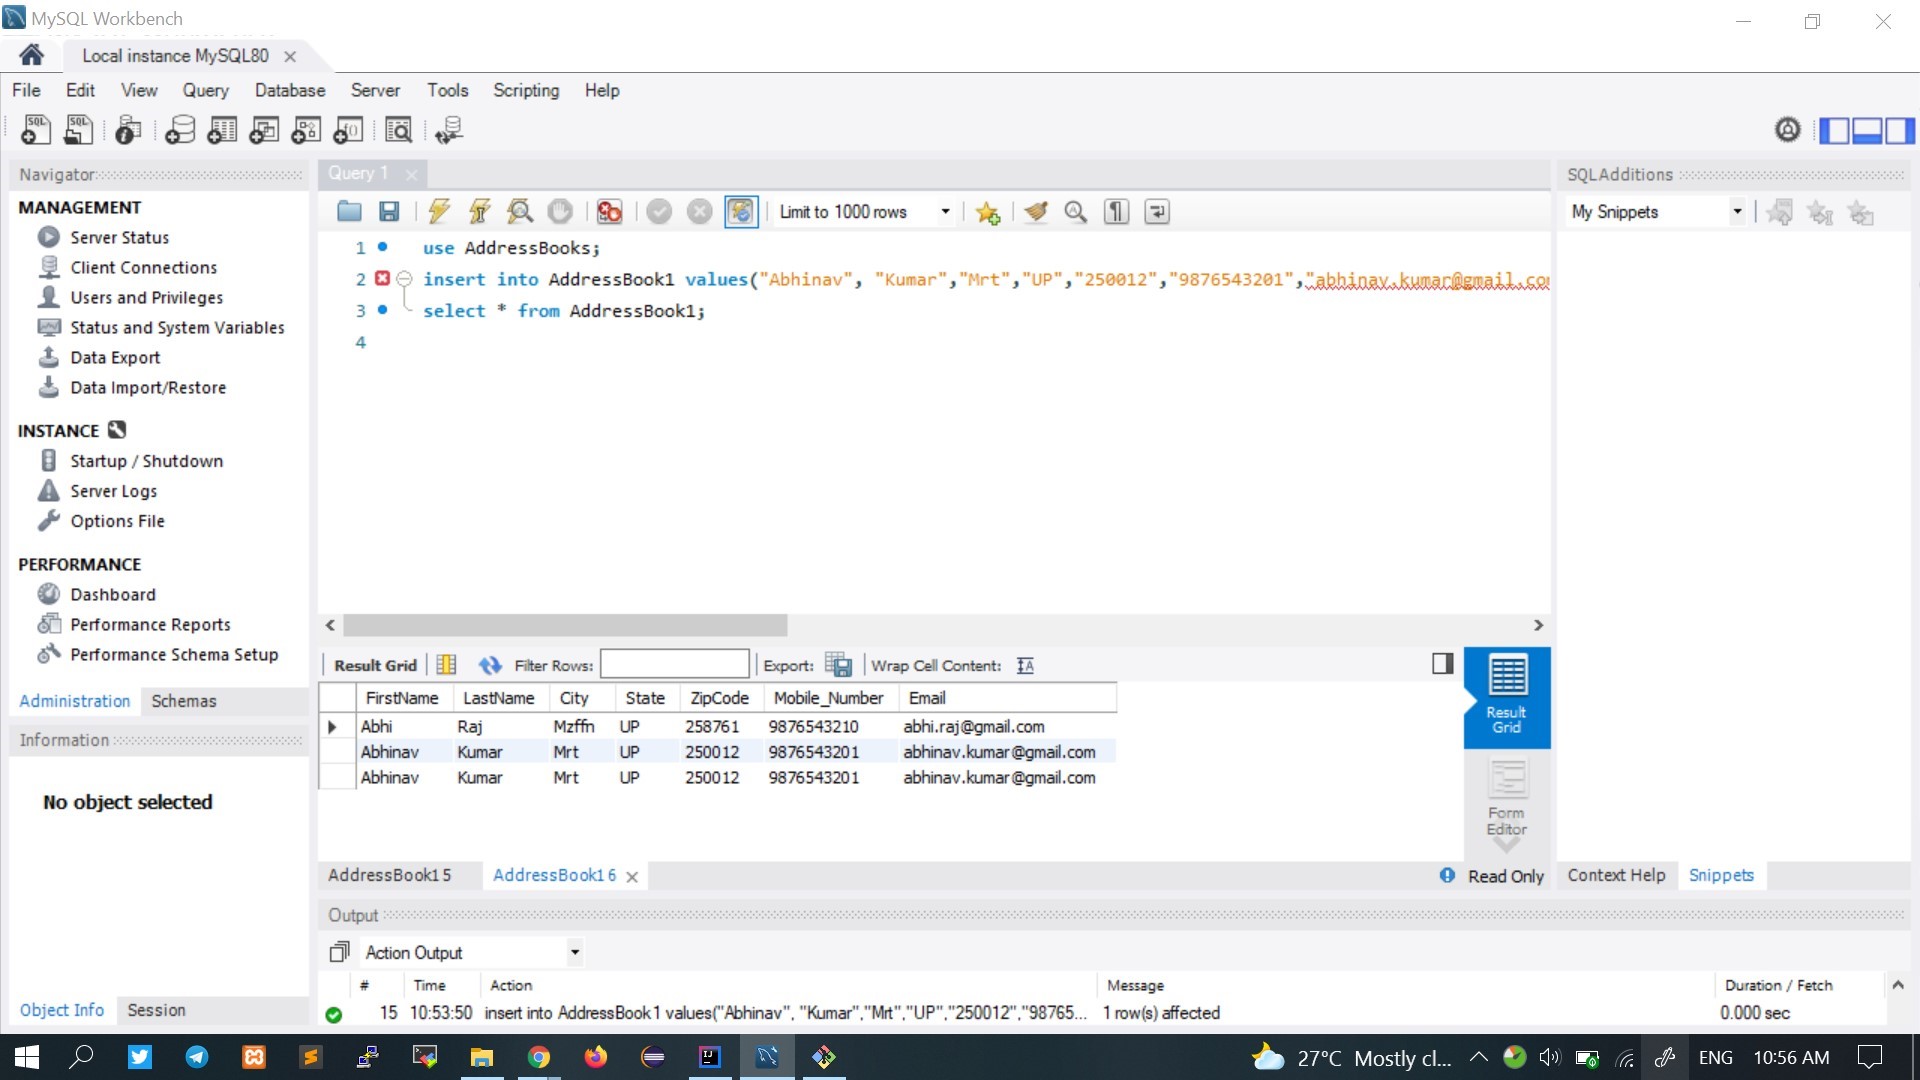 MySQL Workbench
Local instance MySQL80
File Edit View Query Database Server Tools Scripting Help
Navigator
MANAGEMENT
Server Status
Client Connections
Users and Privileges
Status and System Variables
Data Export
Data Import/Restore
INSTANCE
Startup / Shutdown
Server Logs
Options File
PERFORMANCE
Dashboard
Performance Reports
Performance Schema Setup
Administration Schemas
Information
No object selected
Object Info Session
Query 1
Limit to 1000 rows
1 use AddressBooks;
2 insert into AddressBook1 values("Abhinav", "Kumar","Mrt","UP","250012","9876543201","abhinav.kumar@gmail.co
3 select * from AddressBook1;
4
Result Grid Filter Rows: Export: Wrap Cell Content:
FirstName LastName City State ZipCode Mobile_Number Email
Abhi Raj Mzffn UP 258761 9876543210 abhi.raj@gmail.com
Abhinav Kumar Mrt UP 250012 9876543201 abhinav.kumar@gmail.com
Abhinav Kumar Mrt UP 250012 9876543201 abhinav.kumar@gmail.com
Result
Grid
Form
Editor
AddressBook1 5 AddressBook1 6 Read Only
SQLAdditions
My Snippets
Context Help Snippets
Output
Action Output
# Time Action Message Duration / Fetch
15 10:53:50 insert into AddressBook1 values("Abhinav", "Kumar","Mrt","UP","250012","98765... 1 row(s) affected 0.000 sec
27°C Mostly cl... ENG 10:56 AM